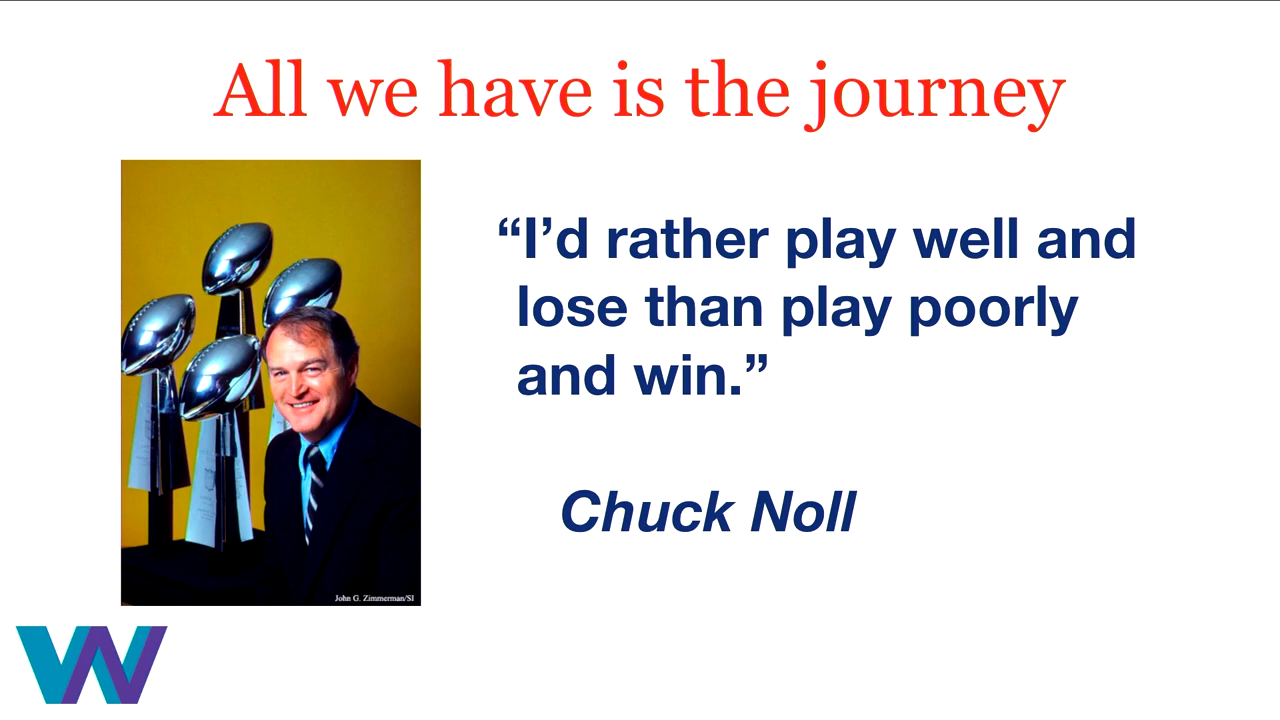 All we have is the journey
“I’d rather play well and
lose than play poorly
and win.”
Chuck Noll
John G. Zimmerman/SI